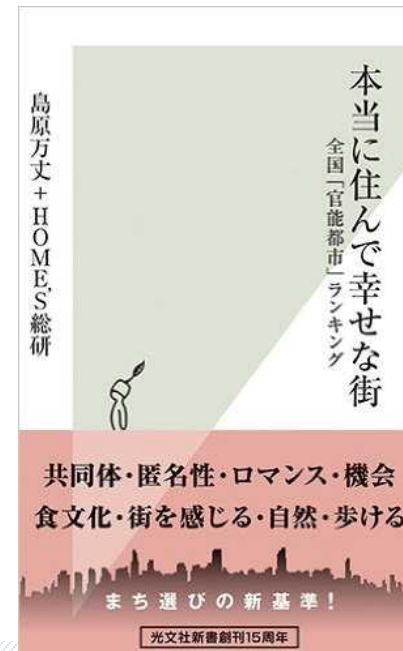 本当に住んで幸せな街
全国「官能都市」ランキング
島原万丈+HOME'S総研
共同体・匿名性・ロマンス・機会
食文化・街を感じる・自然・歩ける
まち選びの新基準!
光文社新書創刊15周年